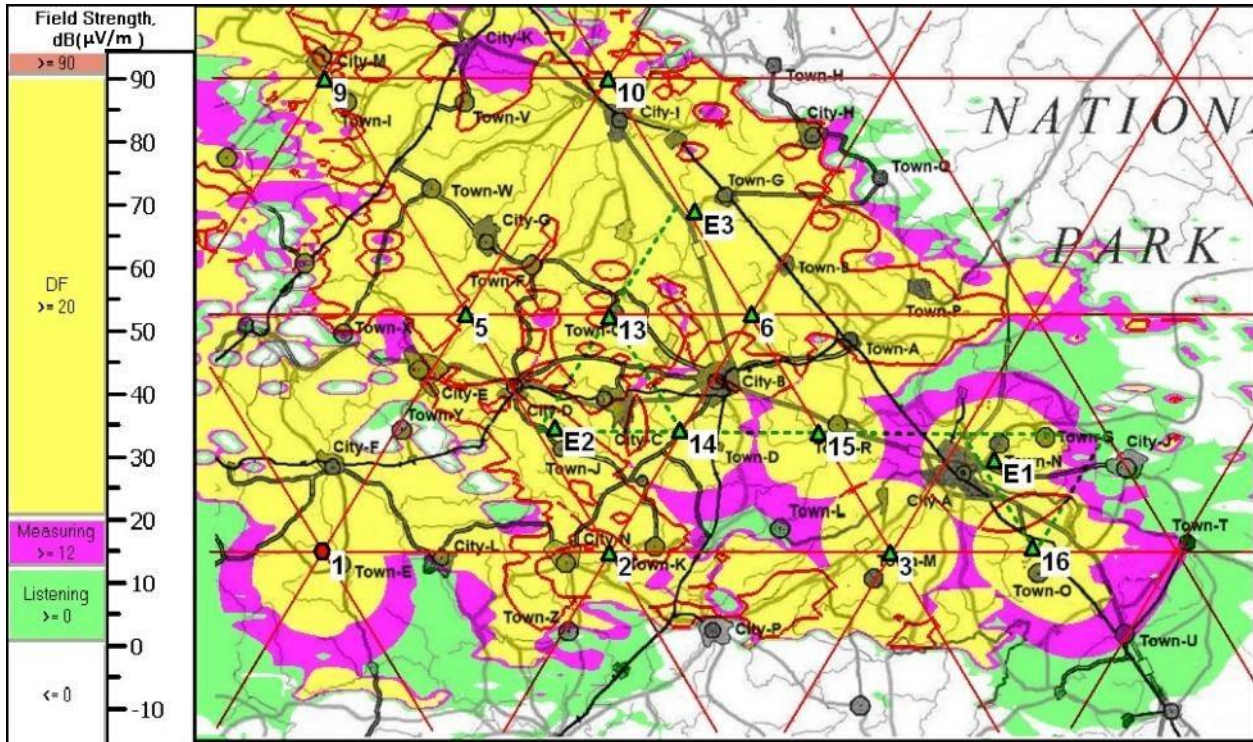 Field Strength,
dB(μV/m)
>= 90
DF
>= 20
Measuring
>= 12
Listening
>= 0
<= 0
90
80
70
60
50
40
30
20
10
0
-10
City-K
City-M
9
10
Town-I
Town-V
City-I
Town-H
City-H
NATION
Town-Q
Town-W
Town-G
E3
City-G
PARK
Town-F
Town-B
Town-P
5
13
6
Town-X
Town-A
City-E
City-B
Town-Y
City-D
E2
City-C
14
15
Town-R
Town-S
City-J
City-F
Town-J
Town-D
E1
Town-N
City-A
Town-L
Town-T
City-N
1
Town-E
City-L
2
Town-K
3
Town-M
16
Town-O
Town-Z
City-P
Town-U